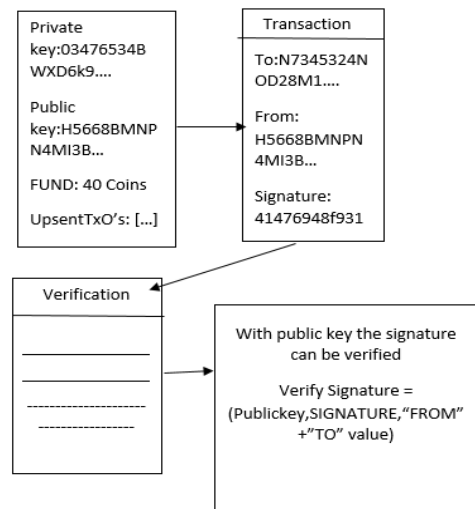 Private
key:03476534B
WXD6k9....
Public
key:H5668BMNP
N4MI3B...
FUND: 40 Coins
UpsentTxO's: [...]
Transaction
To:N7345324N
OD28M1....
From:
H5668BMNPN
4MI3B...
Signature:
41476948f931
Verification
With public key the signature
can be verified
Verify Signature =
(Publickey,SIGNATURE,“FROM”
+”TO” value)